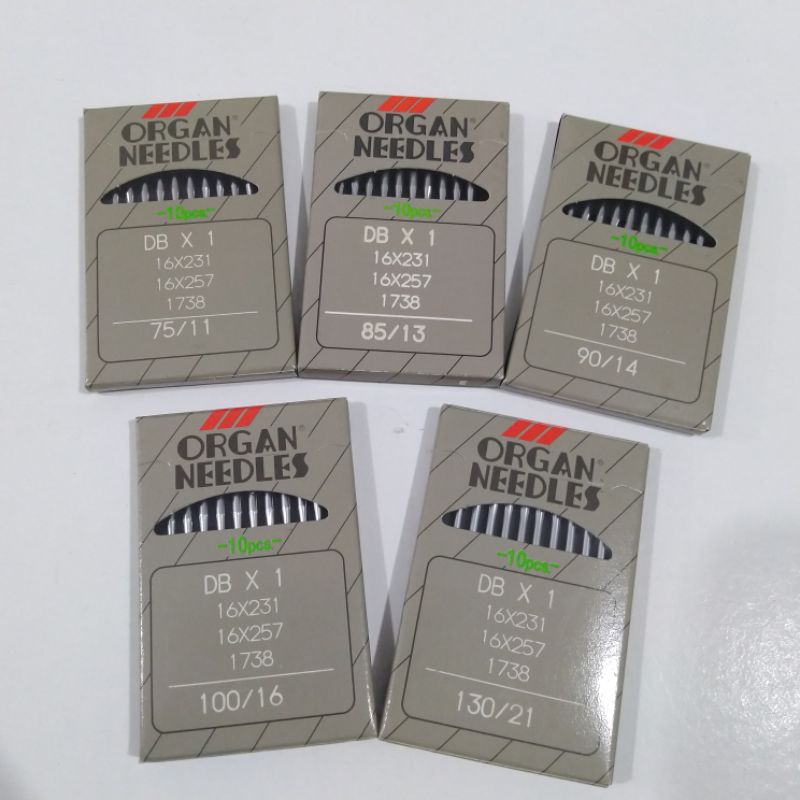 ORGAN®
NEEDLES
-10pcs.-
DB X 1
16X231
16X257
1738
75/11
ORGAN®
NEEDLES
-10pcs.-
DB X 1
16X231
16X257
1738
85/13
ORGAN®
NEEDLES
-10pcs.-
DB X 1
16X231
16X257
1738
90/14
ORGAN®
NEEDLES
-10pcs.-
DB X 1
16X231
16X257
1738
100/16
ORGAN®
NEEDLES
-10pcs.-
DB X 1
16X231
16X257
1738
130/21